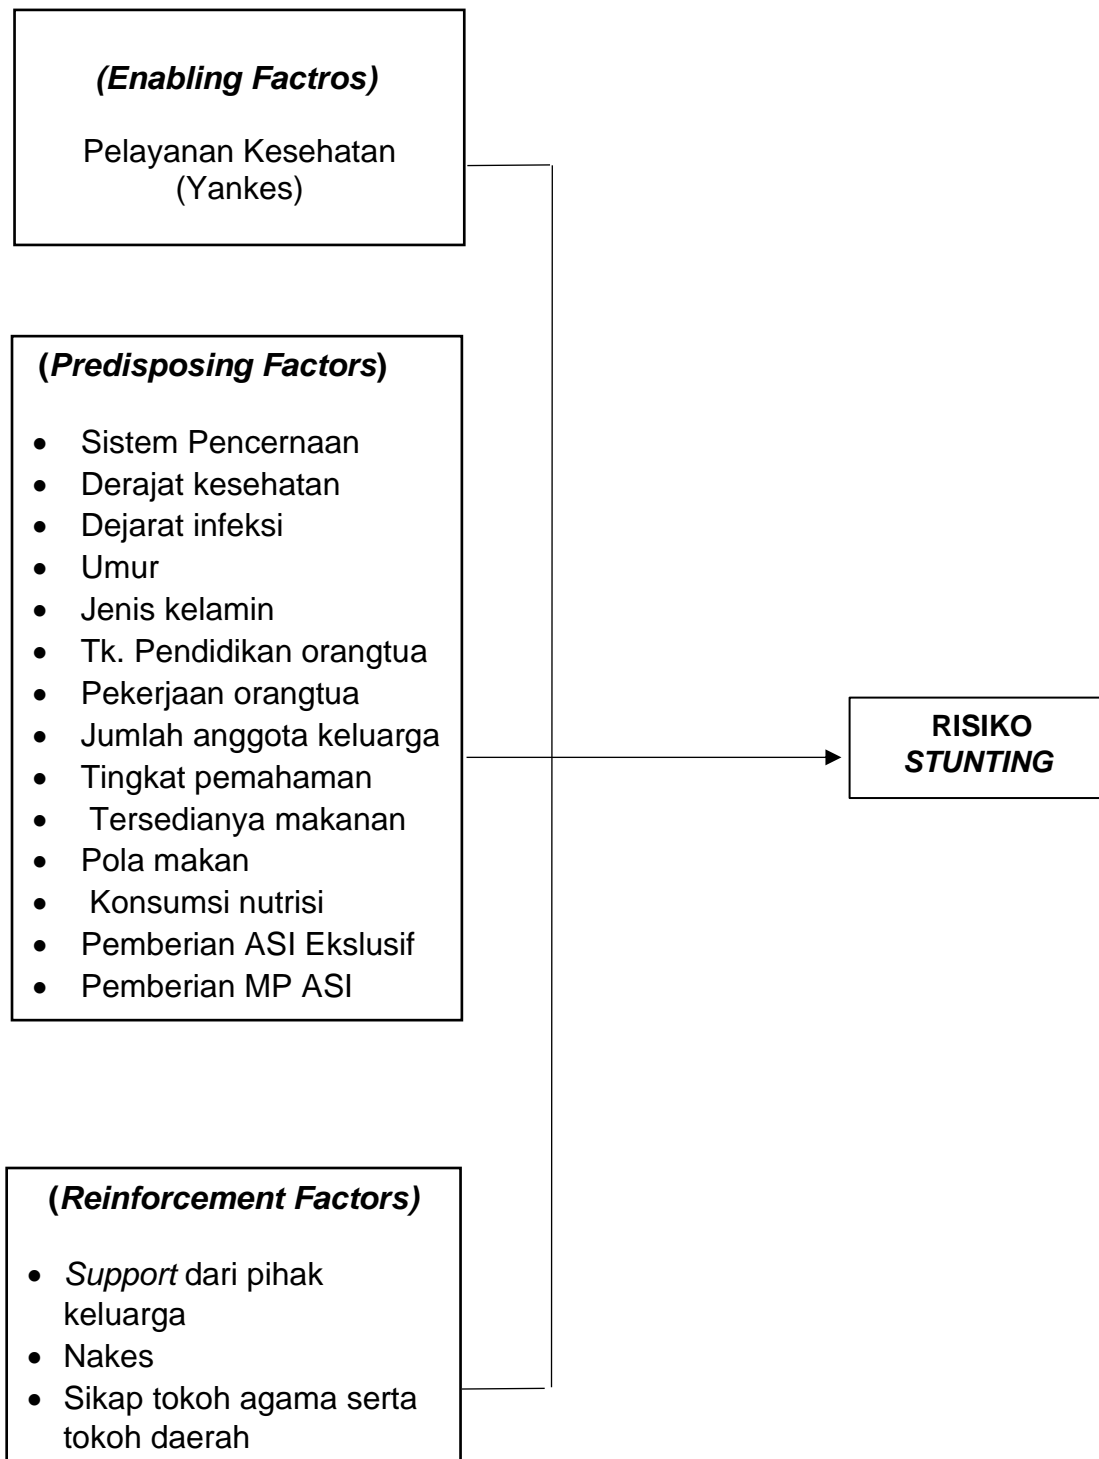 (Enabling Factros)
Pelayanan Kesehatan
(Yankes)
(Predisposing Factors)
• Sistem Pencernaan
• Derajat kesehatan
• Dejarat infeksi
• Umur
• Jenis kelamin
• Tk. Pendidikan orangtua
• Pekerjaan orangtua
• Jumlah anggota keluarga
• Tingkat pemahaman
• Tersedianya makanan
• Pola makan
• Konsumsi nutrisi
• Pemberian ASI Ekslusif
• Pemberian MP ASI
RISIKO
STUNTING
(Reinforcement Factors)
• Support dari pihak
keluarga
• Nakes
• Sikap tokoh agama serta
tokoh daerah